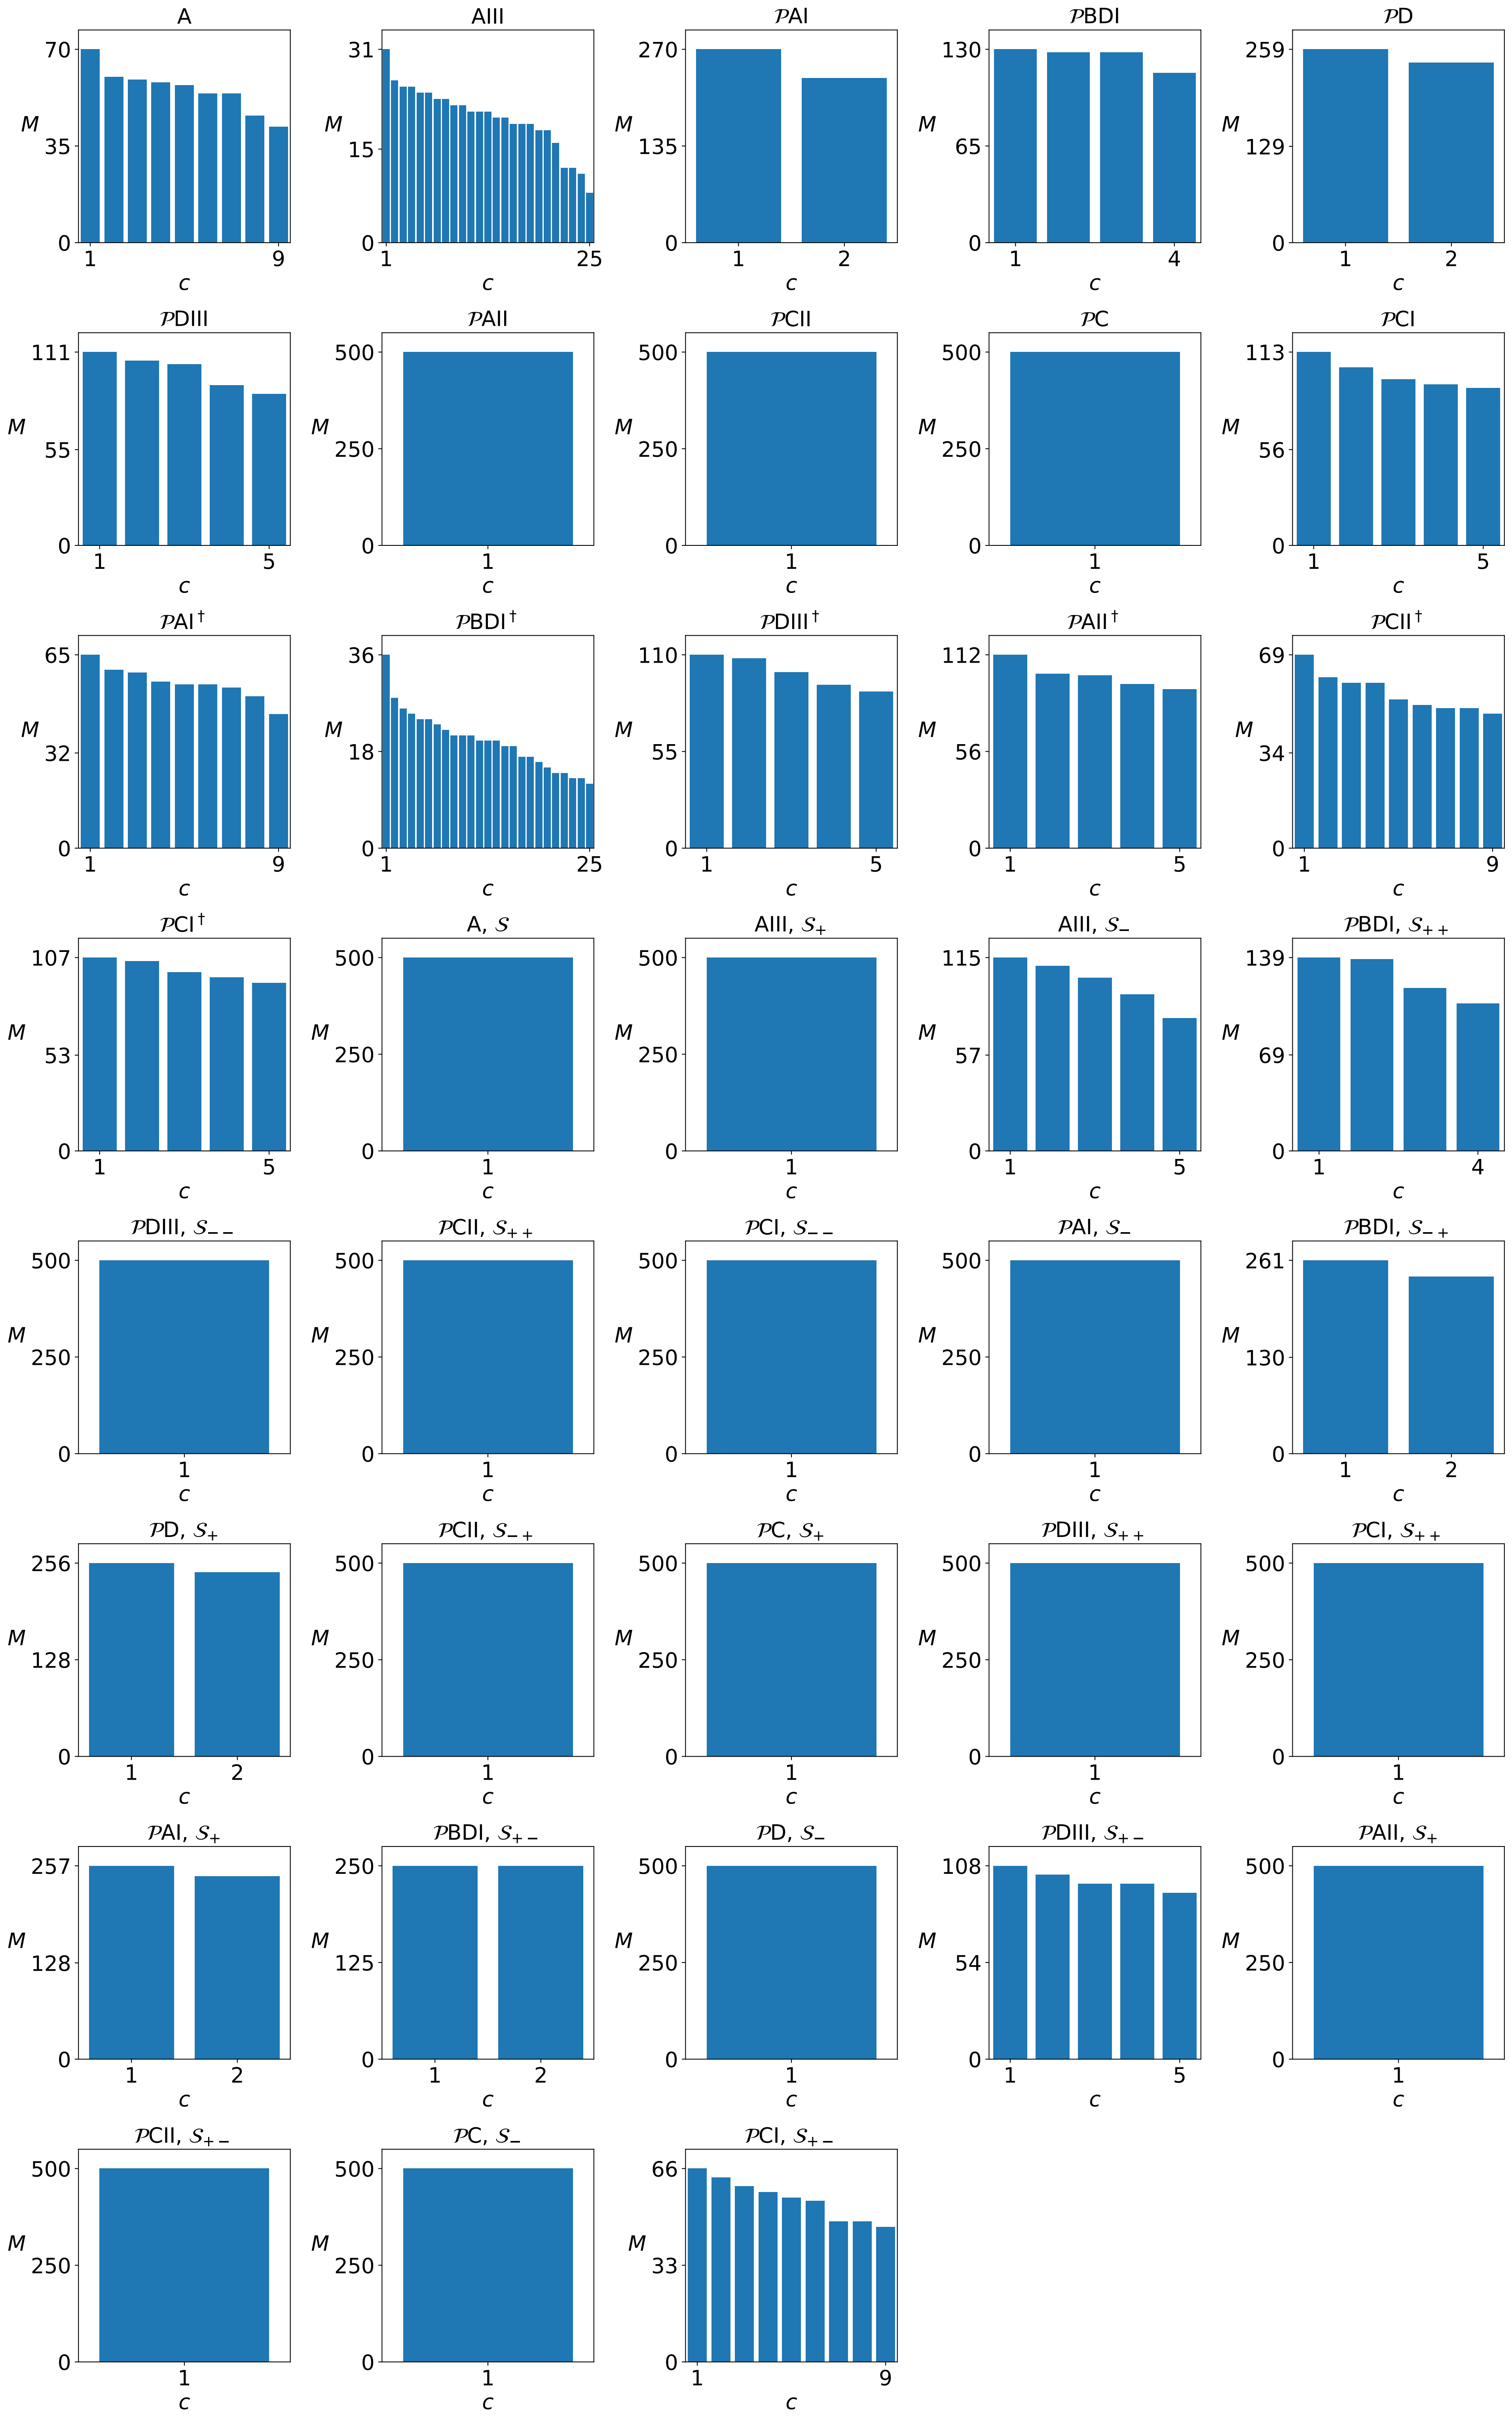 A AIII 𝒫AI 𝒫BDI 𝒫D
70 31 270 130 259
M M M M M
35 15 135 65 129
0 0 0 0 0
1 9 1 25 1 2 1 4 1 2
c c c c c
𝒫DIII 𝒫AII 𝒫CII 𝒫C 𝒫CI
111 500 500 500 113
M M M M M
55 250 250 250 56
0 0 0 0 0
1 5 1 1 1 1 5
c c c c c
𝒫AI† 𝒫BDI† 𝒫DIII† 𝒫AII† 𝒫CII†
65 36 110 112 69
M M M M M
32 18 55 56 34
0 0 0 0 0
1 9 1 25 1 5 1 5 1 9
c c c c c
𝒫CI† A, 𝒮 AIII, 𝒮₊ AIII, 𝒮₋ 𝒫BDI, 𝒮₊₊
107 500 500 115 139
M M M M M
53 250 250 57 69
0 0 0 0 0
1 5 1 1 1 5 1 4
c c c c c
𝒫DIII, 𝒮₋₋ 𝒫CII, 𝒮₊₊ 𝒫CI, 𝒮₋₋ 𝒫AI, 𝒮₋ 𝒫BDI, 𝒮₋₊
500 500 500 500 261
M M M M M
250 250 250 250 130
0 0 0 0 0
1 1 1 1 1 2
c c c c c
𝒫D, 𝒮₊ 𝒫CII, 𝒮₋₊ 𝒫C, 𝒮₊ 𝒫DIII, 𝒮₊₊ 𝒫CI, 𝒮₊₊
256 500 500 500 500
M M M M M
128 250 250 250 250
0 0 0 0 0
1 2 1 1 1 1
c c c c c
𝒫AI, 𝒮₊ 𝒫BDI, 𝒮₊₋ 𝒫D, 𝒮₋ 𝒫DIII, 𝒮₊₋ 𝒫AII, 𝒮₊
257 250 500 108 500
M M M M M
128 125 250 54 250
0 0 0 0 0
1 2 1 2 1 1 5 1
c c c c c
𝒫CII, 𝒮₊₋ 𝒫C, 𝒮₋ 𝒫CI, 𝒮₊₋
500 500 66
M M M
250 250 33
0 0 0
1 1 1 9
c c c